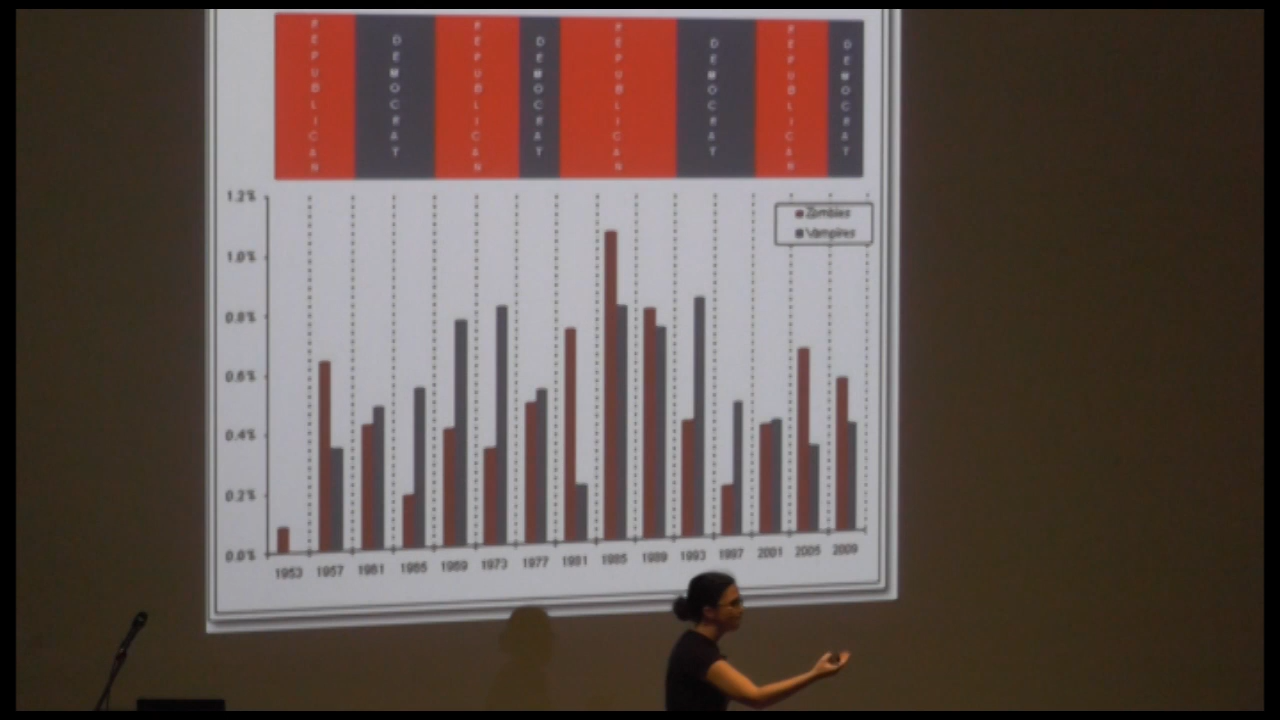 REPUBLICAN
DEMOCRAT
REPUBLICAN
DEMOCRAT
REPUBLICAN
DEMOCRAT
REPUBLICAN
DEMOCRAT
1.2%
1.0%
0.8%
0.6%
0.4%
0.2%
0.0%
Zombies
Vampires
1953 1957 1961 1965 1969 1973 1977 1981 1985 1989 1993 1997 2001 2005 2009